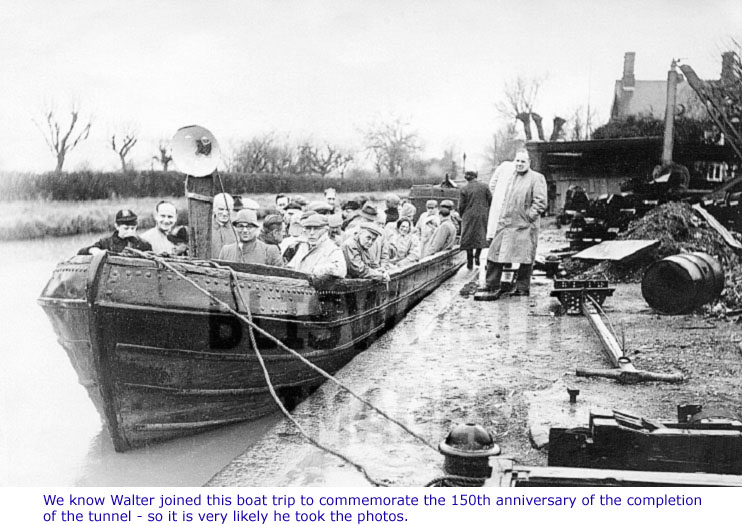 BLISWORTH
We know Walter joined this boat trip to commemorate the 150th anniversary of the completion
of the tunnel - so it is very likely he took the photos.